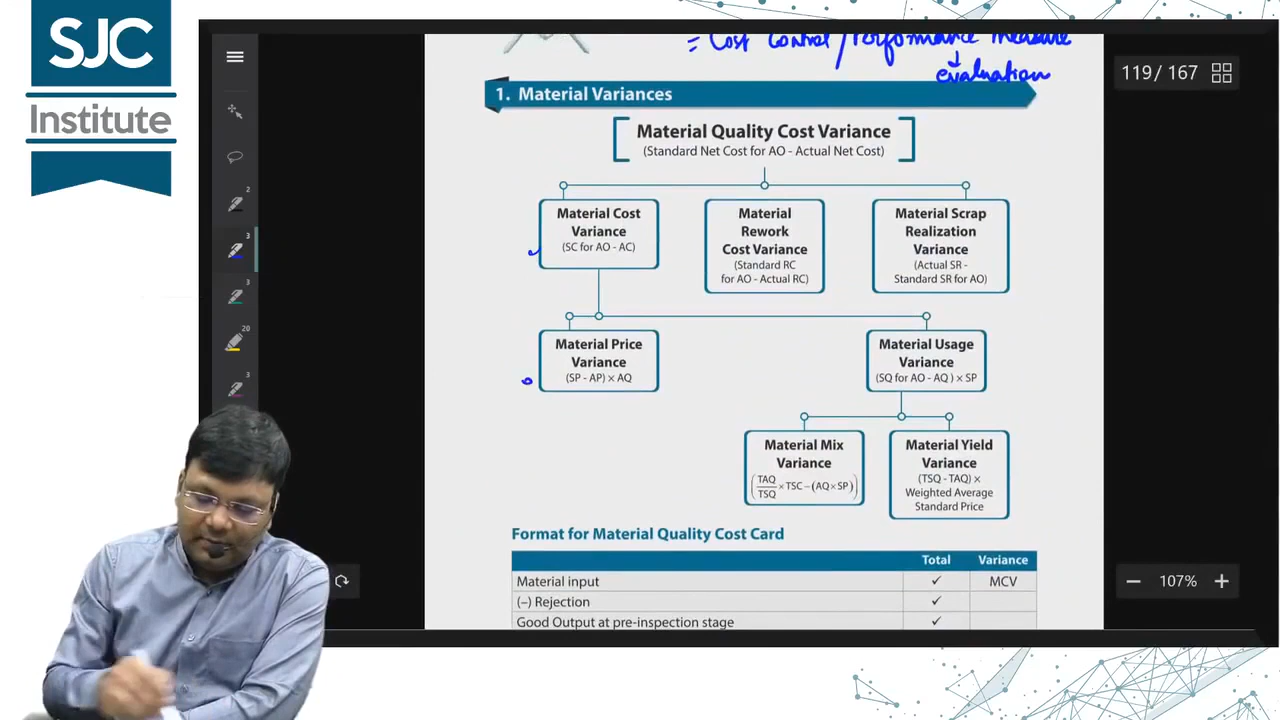 SJC
Institute
= Cost Control / Performance Measure
evaluation
119 / 167
1. Material Variances
Material Quality Cost Variance
(Standard Net Cost for AO - Actual Net Cost)
Material Cost
Variance
(SC for AO - AC)
Material
Rework
Cost Variance
(Standard RC
for AO - Actual RC)
Material Scrap
Realization
Variance
(Actual SR -
Standard SR for AO)
Material Price
Variance
(SP - AP) × AQ
Material Usage
Variance
(SQ for AO - AQ ) × SP
Material Mix
Variance
(TAQ/TSQ × TSC – (AQ × SP))
Material Yield
Variance
(TSQ - TAQ) ×
Weighted Average
Standard Price
Format for Material Quality Cost Card
Total Variance
Material input ✓ MCV
(–) Rejection ✓
Good Output at pre-inspection stage ✓
2
3
3
20
3
107%